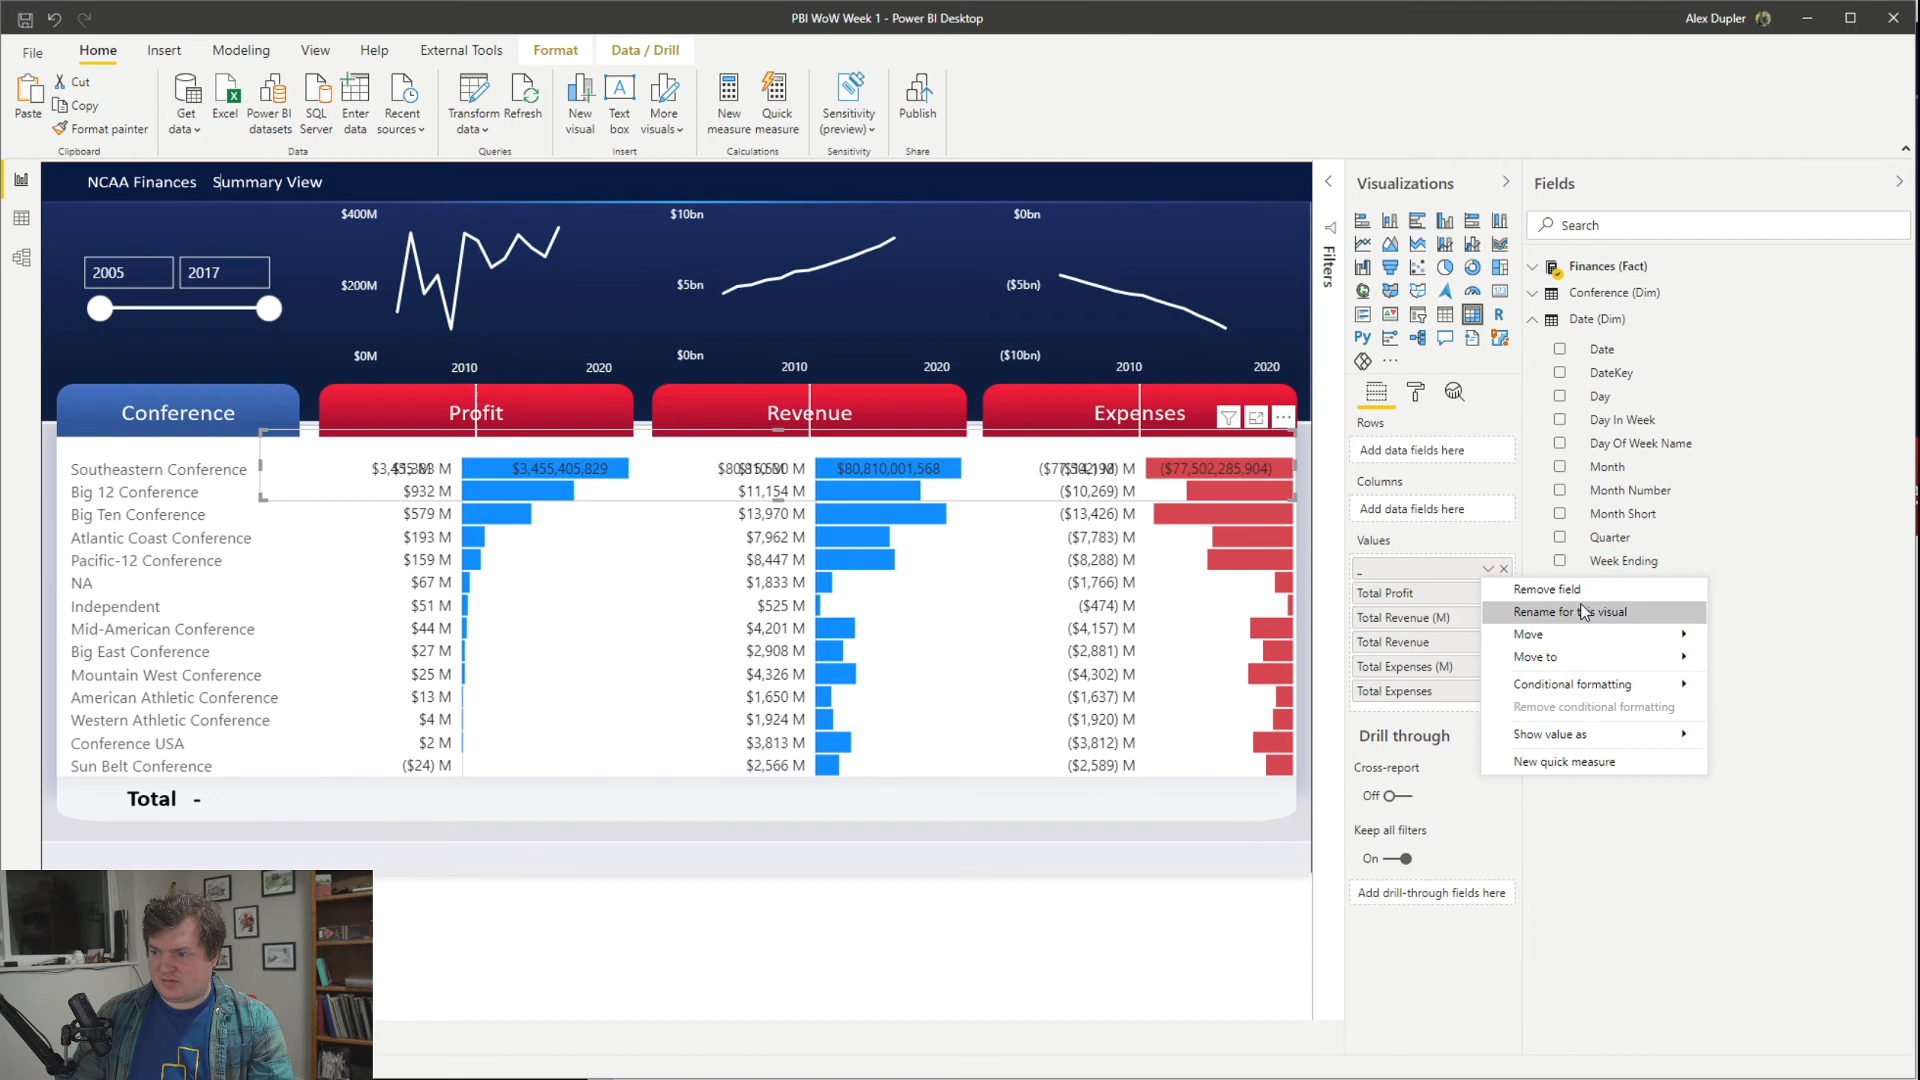 PBI WoW Week 1 - Power BI Desktop
Alex Dupler
File
Home
Insert
Modeling
View
Help
External Tools
Format
Data / Drill
Paste
Cut
Copy
Format painter
Clipboard
Get data
Excel
Power BI datasets
SQL Server
Enter data
Recent sources
Data
Transform data
Refresh
Queries
New visual
Text box
More visuals
Insert
New measure
Quick measure
Calculations
Sensitivity (preview)
Sensitivity
Publish
Share
NCAA Finances Summary View
2005
2017
$400M
$200M
$0M
2010
2020
$10bn
$5bn
$0bn
2010
2020
$0bn
($5bn)
($10bn)
2010
2020
Conference
Profit
Revenue
Expenses
Southeastern Conference $3,455,405,829 $80,810,001,568 ($77,502,285,904)
Big 12 Conference $932 M $11,154 M ($10,269) M
Big Ten Conference $579 M $13,970 M ($13,426) M
Atlantic Coast Conference $193 M $7,962 M ($7,783) M
Pacific-12 Conference $159 M $8,447 M ($8,288) M
NA $67 M $1,833 M ($1,766) M
Independent $51 M $525 M ($474) M
Mid-American Conference $44 M $4,201 M ($4,157) M
Big East Conference $27 M $2,908 M ($2,881) M
Mountain West Conference $25 M $4,326 M ($4,302) M
American Athletic Conference $13 M $1,650 M ($1,637) M
Western Athletic Conference $4 M $1,924 M ($1,920) M
Conference USA $2 M $3,813 M ($3,812) M
Sun Belt Conference ($24) M $2,566 M ($2,589) M
Total -
Filters
Visualizations
R
Py
Rows
Add data fields here
Columns
Add data fields here
Values
_
Total Profit
Total Revenue (M)
Total Revenue
Total Expenses (M)
Total Expenses
Drill through
Cross-report
Off
Keep all filters
On
Add drill-through fields here
Remove field
Rename for this visual
Move
Move to
Conditional formatting
Remove conditional formatting
Show value as
New quick measure
Fields
Search
Finances (Fact)
Conference (Dim)
Date (Dim)
Date
DateKey
Day
Day In Week
Day Of Week Name
Month
Month Number
Month Short
Quarter
Week Ending